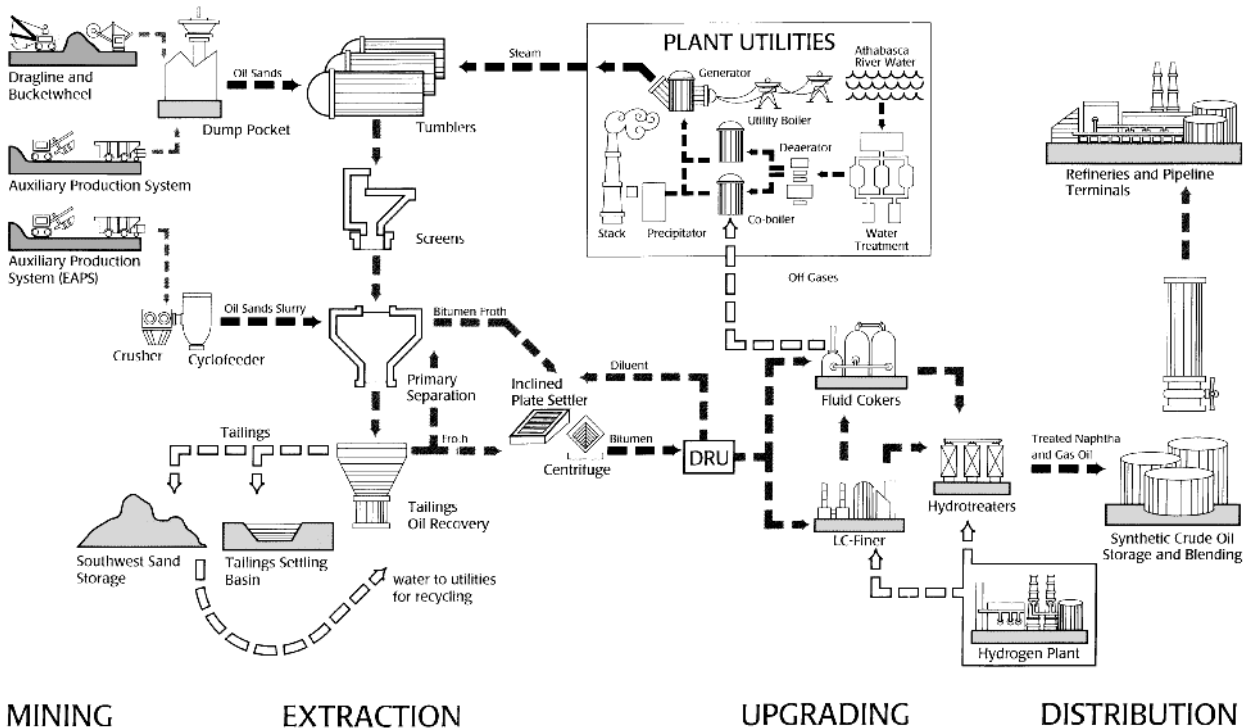 PLANT UTILITIES
Steam
Generator
Athabasca
River Water
Utility Boiler
Deaerator
Co-boiler
Stack
Precipitator
Water
Treatment
Dragline and
Bucketwheel
Oil Sands
Dump Pocket
Tumblers
Auxiliary Production System
Auxiliary Production
System (EAPS)
Screens
Refineries and Pipeline
Terminals
Off Gases
Oil Sands Slurry
Bitumen Froth
Crusher
Cyclofeeder
Primary
Separation
Inclined
Plate Settler
Diluent
Fluid Cokers
Tailings
Froth
Centrifuge
Bitumen
DRU
Treated Naphtha
and Gas Oil
Hydrotreaters
Tailings
Oil Recovery
LC-Finer
Synthetic Crude Oil
Storage and Blending
Southwest Sand
Storage
Tailings Settling
Basin
water to utilities
for recycling
Hydrogen Plant
MINING
EXTRACTION
UPGRADING
DISTRIBUTION